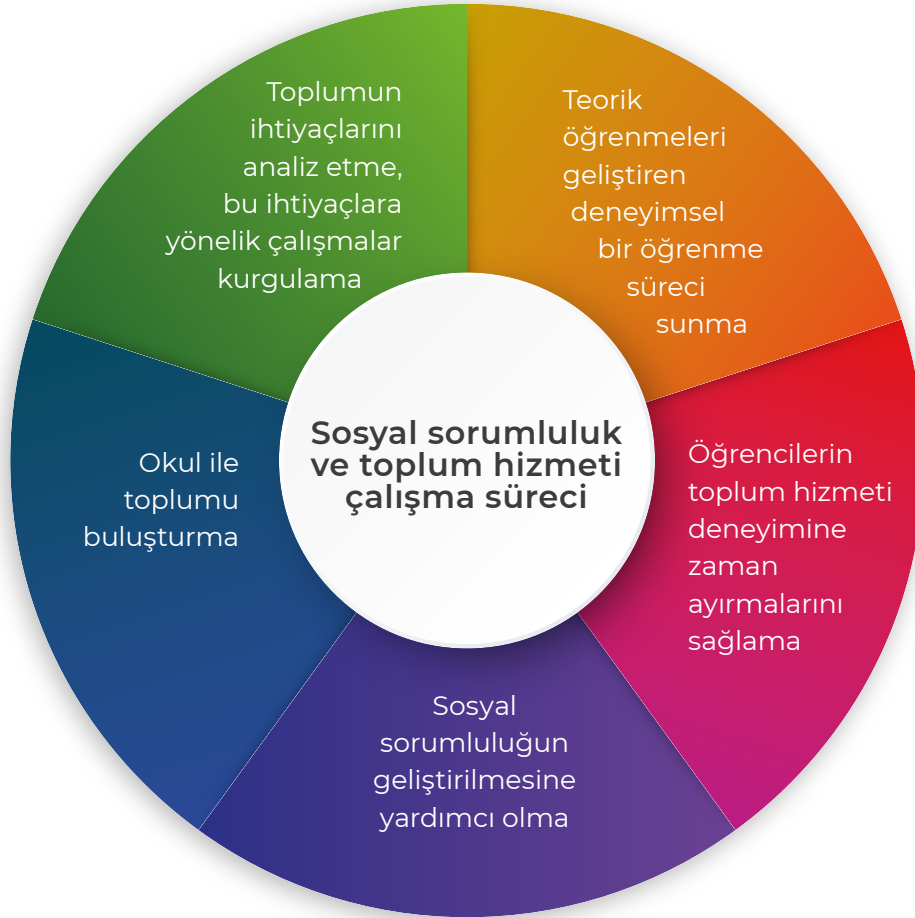 Toplumun
ihtiyaçlarını
analiz etme,
bu ihtiyaçlara
yönelik çalışmalar
kurgulama
Teorik
öğrenmeleri
geliştiren
deneyimsel
bir öğrenme
süreci
sunma
Sosyal sorumluluk
ve toplum hizmeti
çalışma süreci
Okul ile
toplumu
buluşturma
Öğrencilerin
toplum hizmeti
deneyimine
zaman
ayırmalarını
sağlama
Sosyal
sorumluluğun
geliştirilmesine
yardımcı olma